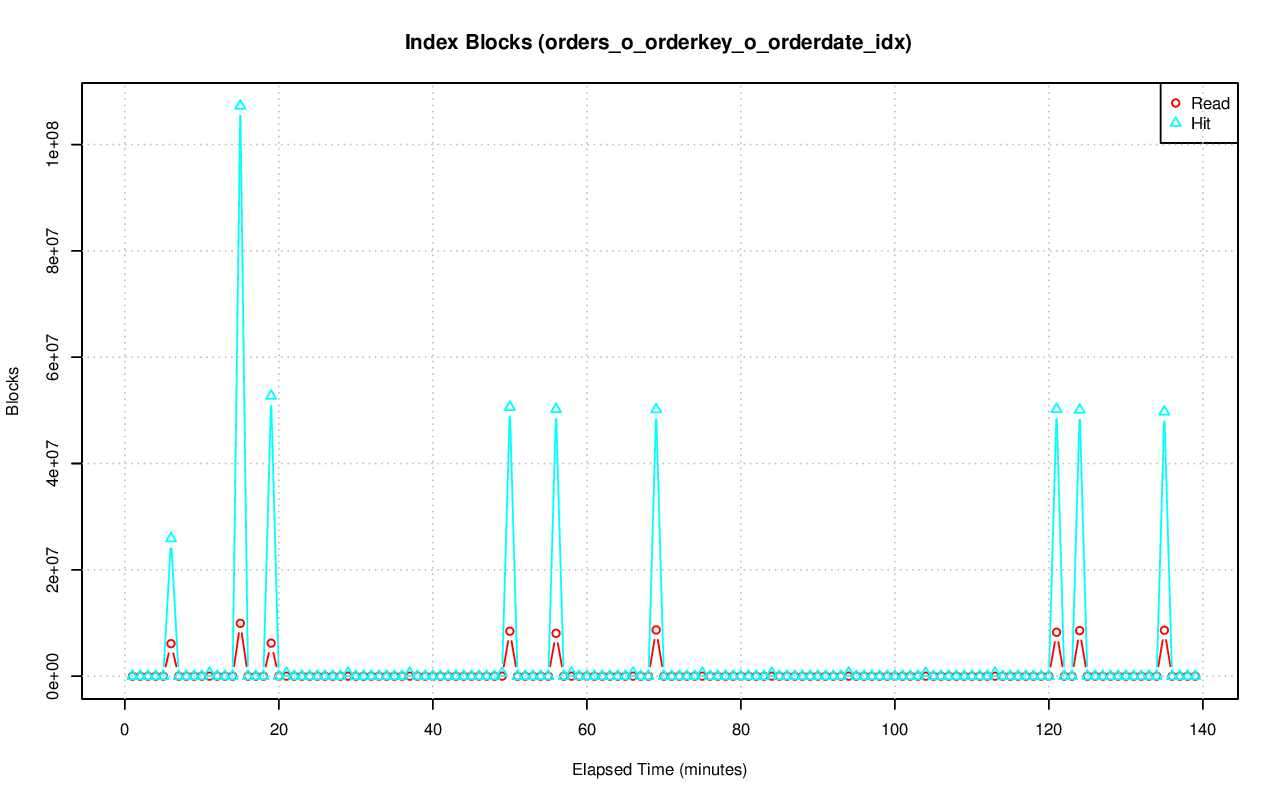 Index Blocks (orders_o_orderkey_o_orderdate_idx)
Read
Hit
1e+08
8e+07
6e+07
4e+07
2e+07
0e+00
Blocks
0 20 40 60 80 100 120 140
Elapsed Time (minutes)